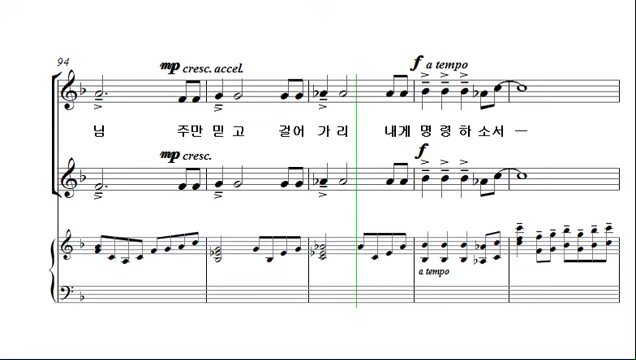 94
mp cresc. accel.
f a tempo
님 주만 믿 고 걸어 가 리 내게 명 령 하 소서 —
mp cresc.
f
a tempo